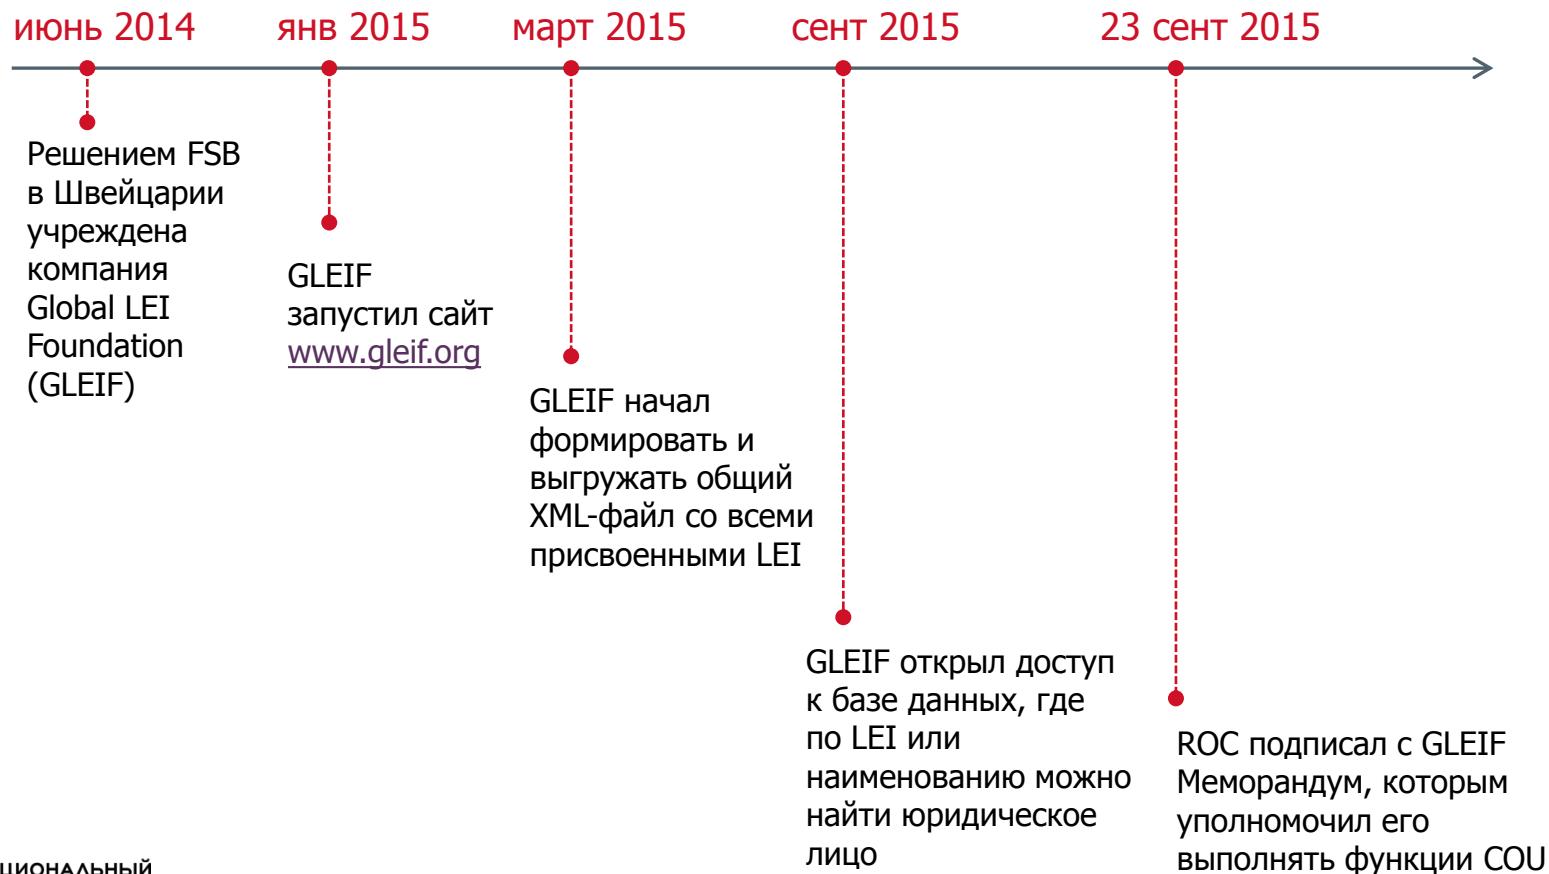 июнь 2014
янв 2015
март 2015
сент 2015
23 сент 2015
Решением FSB
в Швейцарии
учреждена
компания
Global LEI
Foundation
(GLEIF)
GLEIF
запустил сайт
www.gleif.org
GLEIF начал
формировать и
выгружать общий
XML-файл со всеми
присвоенными LEI
GLEIF открыл доступ
к базе данных, где
по LEI или
наименованию можно
найти юридическое
лицо
ROC подписал с GLEIF
Меморандум, которым
уполномочил его
выполнять функции COU
ЦИОНАЛЬНЫЙ